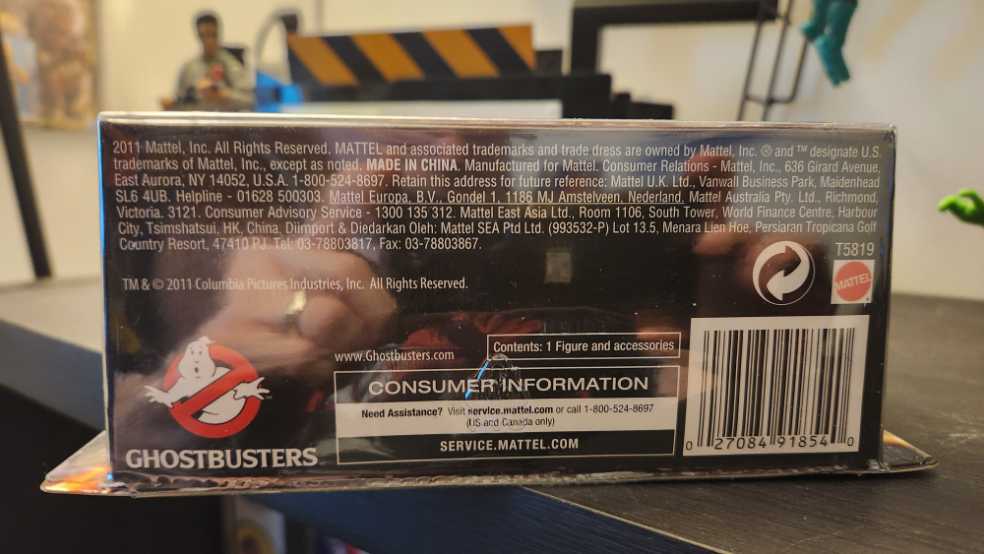 2011 Mattel, Inc. All Rights Reserved. MATTEL and associated trademarks and trade dress are owned by Mattel, Inc. ® and ™ designate U.S.
trademarks of Mattel, Inc., except as noted. MADE IN CHINA. Manufactured for Mattel. Consumer Relations - Mattel, Inc., 636 Girard Avenue,
East Aurora, NY 14052, U.S.A. 1-800-524-8697. Retain this address for future reference: Mattel U.K. Ltd., Vanwall Business Park, Maidenhead
SL6 4UB. Helpline - 01628 500303. Mattel Europa, B.V., Gondel 1, 1186 MJ Amstelveen, Nederland. Mattel Australia Pty. Ltd., Richmond,
Victoria. 3121. Consumer Advisory Service - 1300 135 312. Mattel East Asia Ltd., Room 1106, South Tower, World Finance Centre, Harbour
City, Tsimshatsui, HK, China. Diimport & Diedarkan Oleh: Mattel SEA Ptd Ltd. (993532-P) Lot 13.5, Menara Lien Hoe, Persiaran Tropicana Golf
Country Resort, 47410 PJ. Tel: 03-78803817, Fax: 03-78803867.
T5819
MATTEL
TM & © 2011 Columbia Pictures Industries, Inc. All Rights Reserved.
www.Ghostbusters.com
Contents: 1 Figure and accessories
CONSUMER INFORMATION
Need Assistance? Visit service.mattel.com or call 1-800-524-8697
(US and Canada only)
SERVICE.MATTEL.COM
GHOSTBUSTERS
0 27084 91854 0